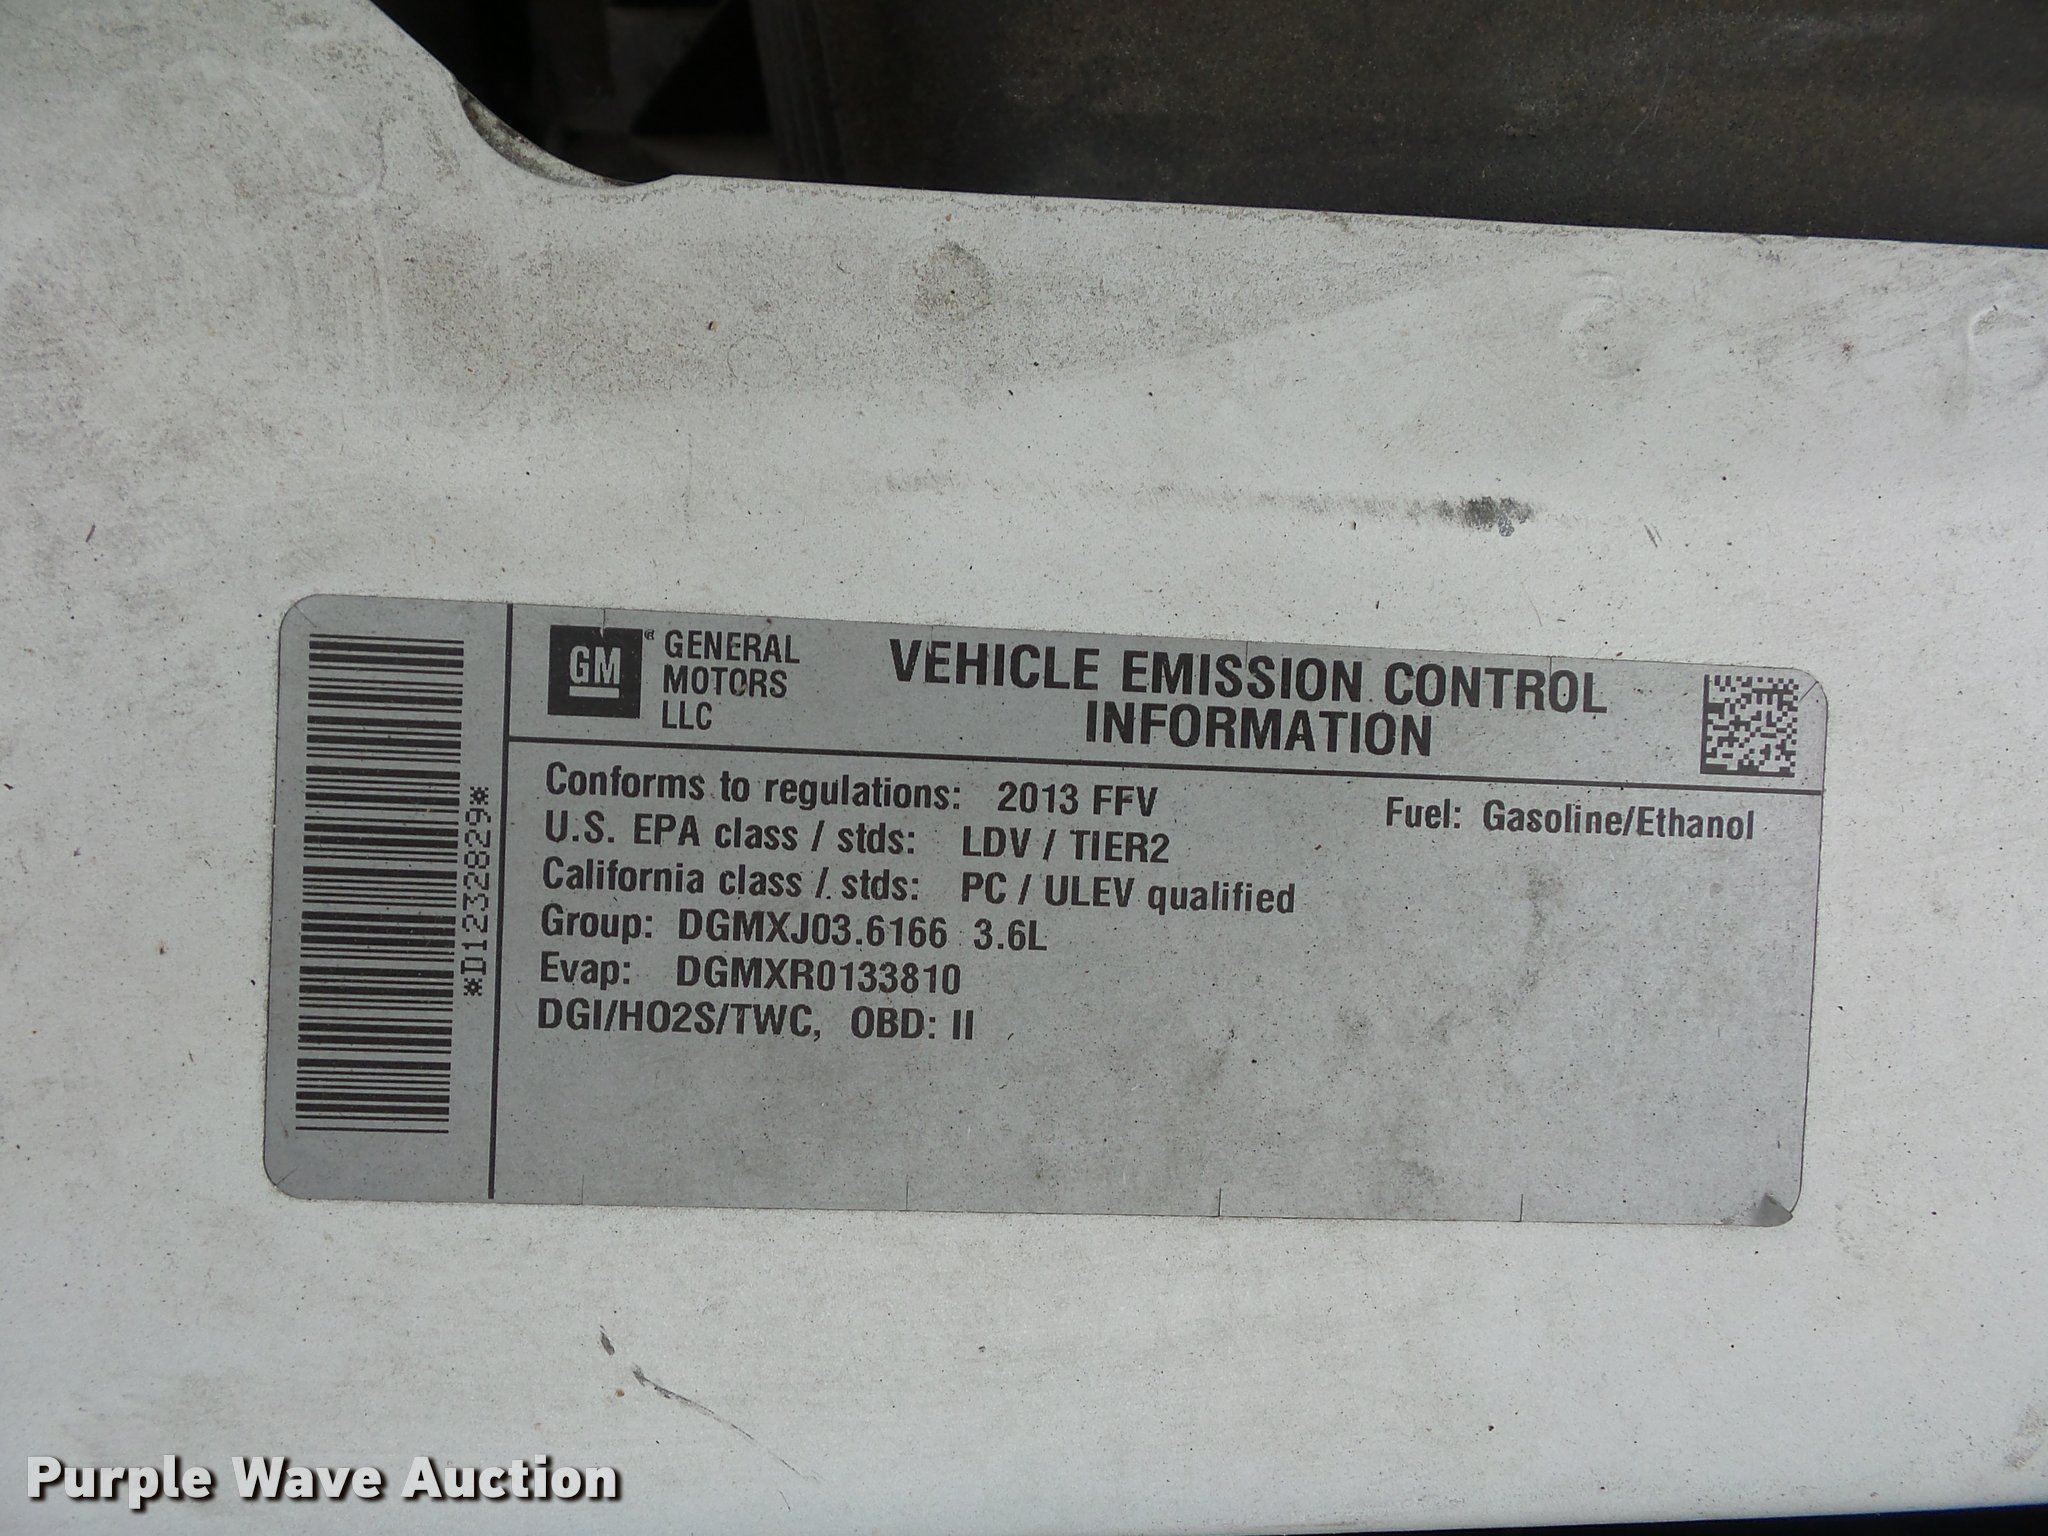 GM
GENERAL
MOTORS
LLC
VEHICLE EMISSION CONTROL
INFORMATION
Conforms to regulations: 2013 FFV
Fuel: Gasoline/Ethanol
U.S. EPA class / stds: LDV / TIER2
California class / stds: PC / ULEV qualified
Group: DGMXJ03.6166 3.6L
Evap: DGMXR0133810
DGI/HO2S/TWC, OBD: II
*D12328829*
Purple Wave Auction